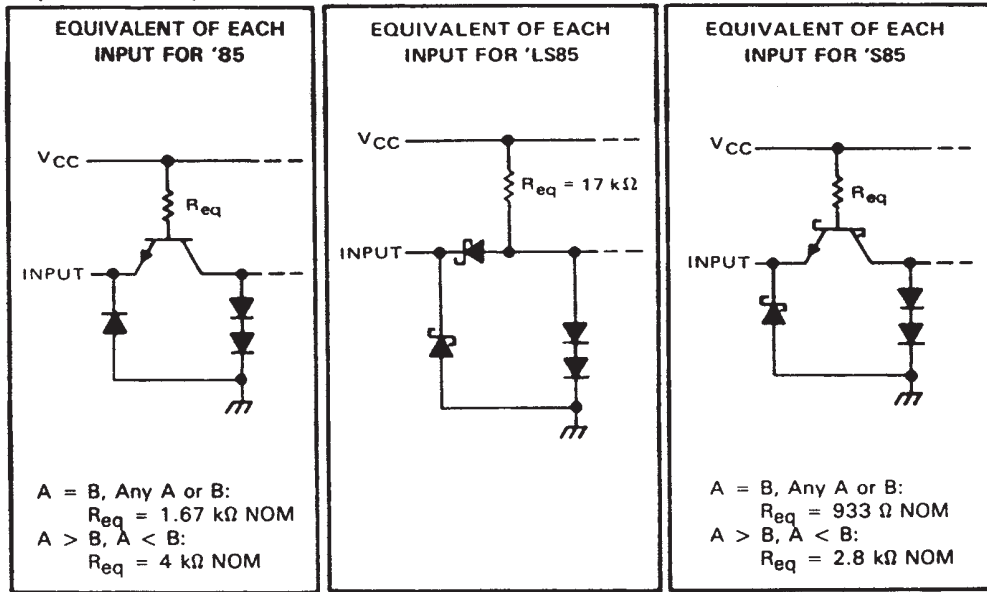 EQUIVALENT OF EACH
INPUT FOR '85
VCC
Req
INPUT
A = B, Any A or B:
Req = 1.67 kΩ NOM
A > B, A < B:
Req = 4 kΩ NOM
EQUIVALENT OF EACH
INPUT FOR 'LS85
VCC
Req = 17 kΩ
INPUT
EQUIVALENT OF EACH
INPUT FOR 'S85
VCC
Req
INPUT
A = B, Any A or B:
Req = 933 Ω NOM
A > B, A < B:
Req = 2.8 kΩ NOM